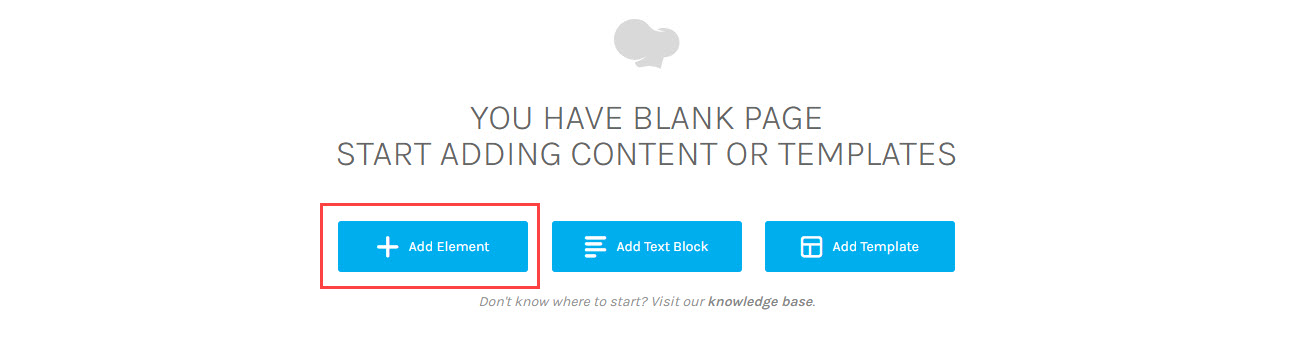 YOU HAVE BLANK PAGE
START ADDING CONTENT OR TEMPLATES
Add Element
Add Text Block
Add Template
Don't know where to start? Visit our knowledge base.